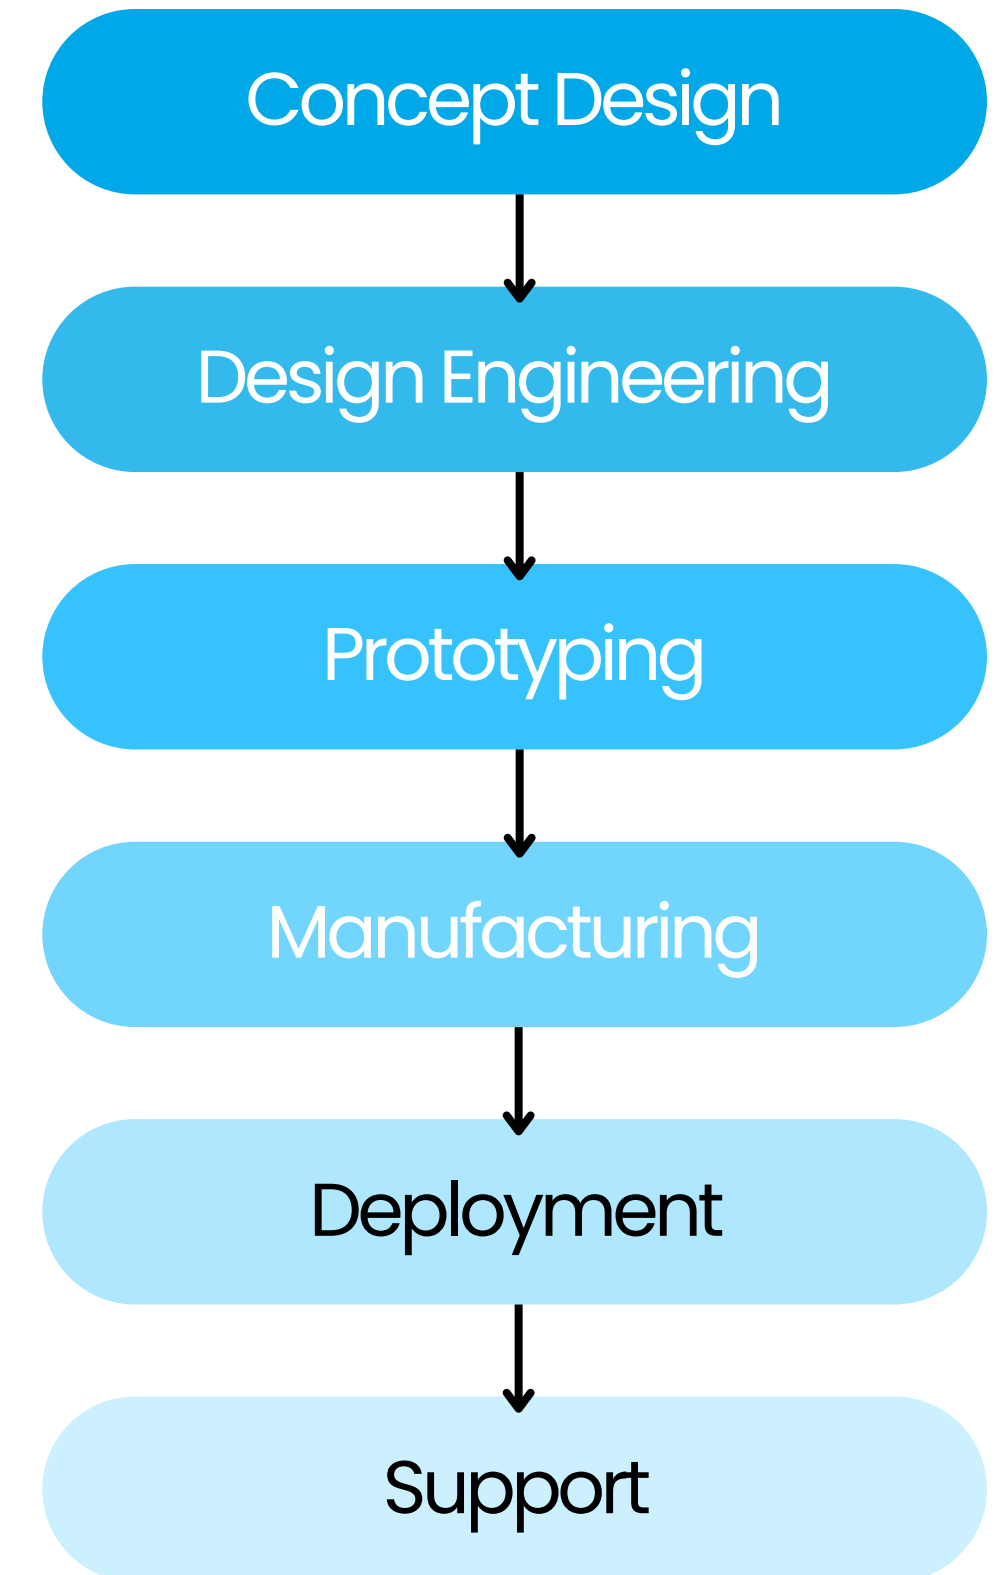 Concept Design
Design Engineering
Prototyping
Manufacturing
Deployment
Support